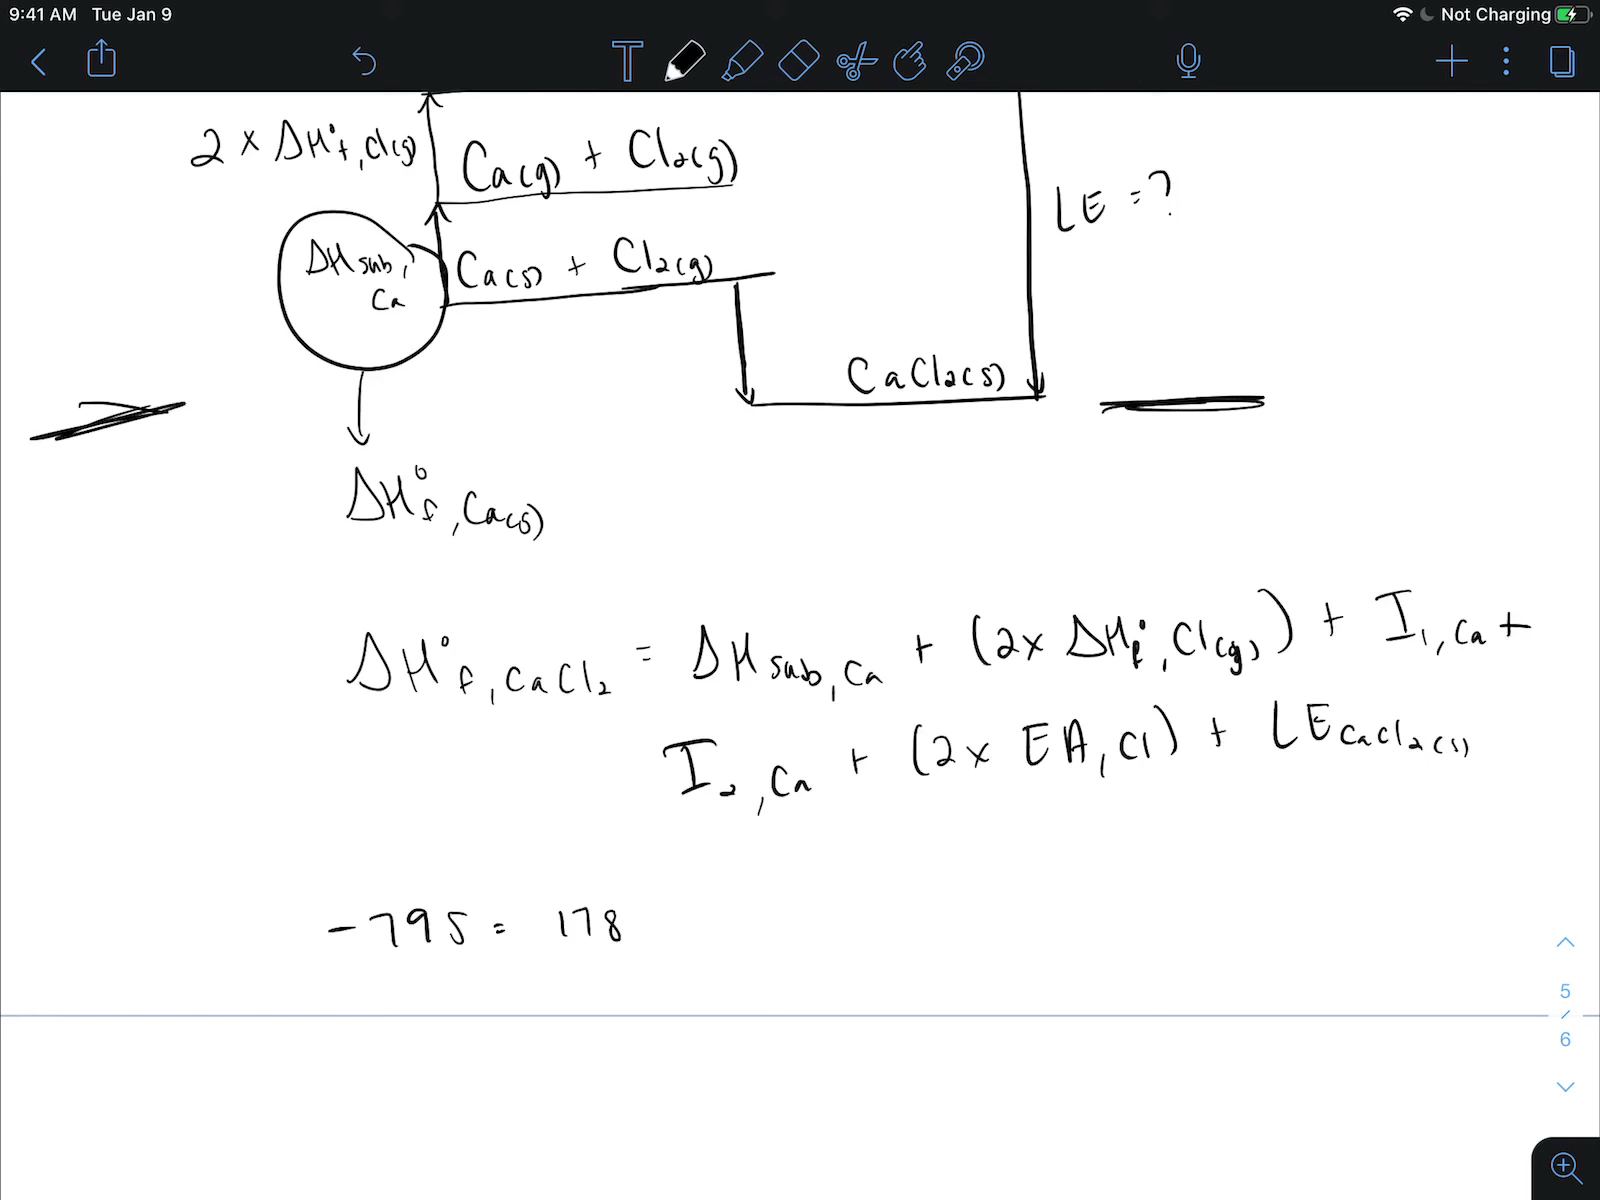 9:41 AM Tue Jan 9
Not Charging
T
2 × ΔH°f, Cl(g)
Ca(g) + Cl₂(g)
LE = ?
ΔHsub, Ca
Ca(s) + Cl₂(g)
CaCl₂(s)
ΔH°f, Ca(s)
ΔH°f, CaCl₂ = ΔHsub, Ca + (2x ΔH°f, Cl(g)) + I₁, Ca +
I₂, Ca + (2x EA, Cl) + LE CaCl₂(s)
-795 = 178
5
/
6